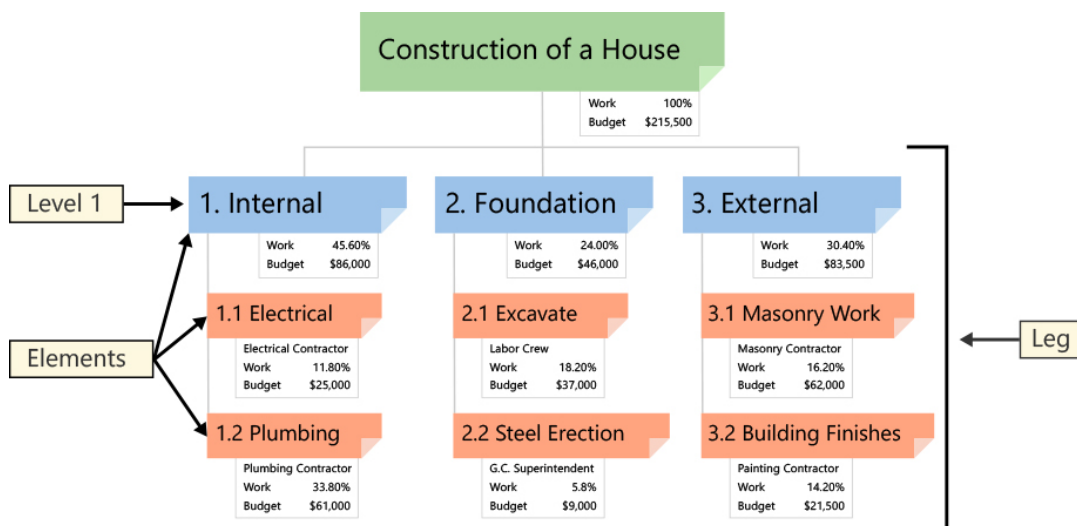 Construction of a House
Work 100%
Budget $215,500
Level 1
1. Internal
2. Foundation
3. External
Work 45.60%
Budget $86,000
Work 24.00%
Budget $46,000
Work 30.40%
Budget $83,500
1.1 Electrical
2.1 Excavate
3.1 Masonry Work
Elements
Leg
Electrical Contractor
Work 11.80%
Budget $25,000
Labor Crew
Work 18.20%
Budget $37,000
Masonry Contractor
Work 16.20%
Budget $62,000
1.2 Plumbing
2.2 Steel Erection
3.2 Building Finishes
Plumbing Contractor
Work 33.80%
Budget $61,000
G.C. Superintendent
Work 5.8%
Budget $9,000
Painting Contractor
Work 14.20%
Budget $21,500